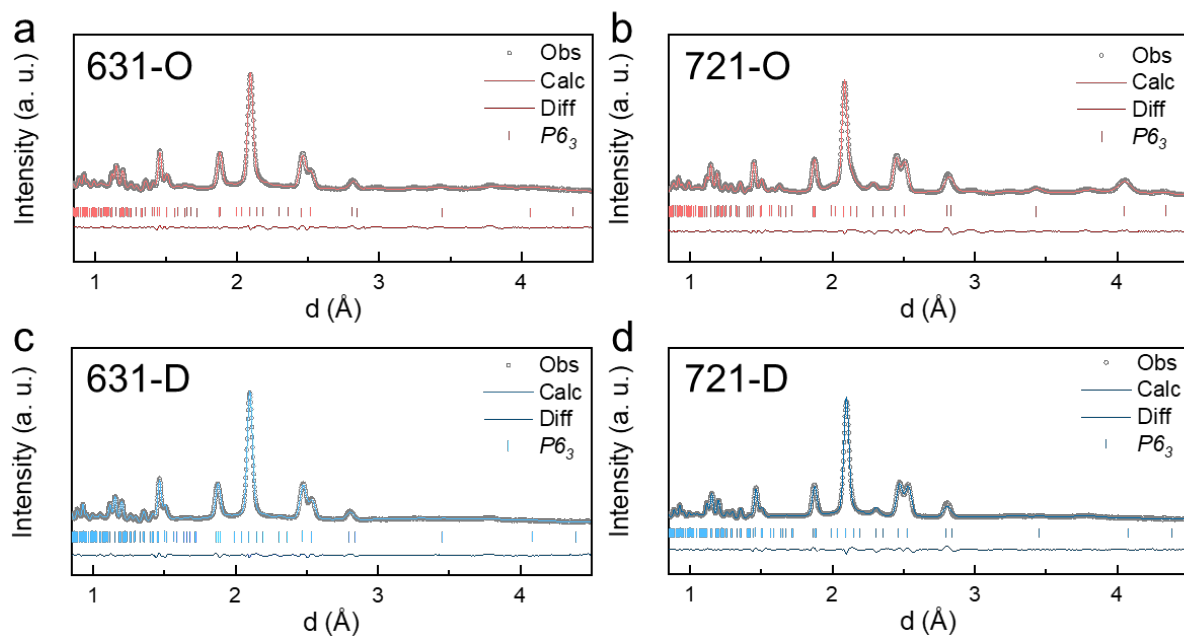 a
631-O
Obs
Calc
Diff
P6₃
Intensity (a. u.)
1 2 3 4
d (Å)
b
721-O
Obs
Calc
Diff
P6₃
Intensity (a. u.)
1 2 3 4
d (Å)
c
631-D
Obs
Calc
Diff
P6₃
Intensity (a. u.)
1 2 3 4
d (Å)
d
721-D
Obs
Calc
Diff
P6₃
Intensity (a. u.)
1 2 3 4
d (Å)